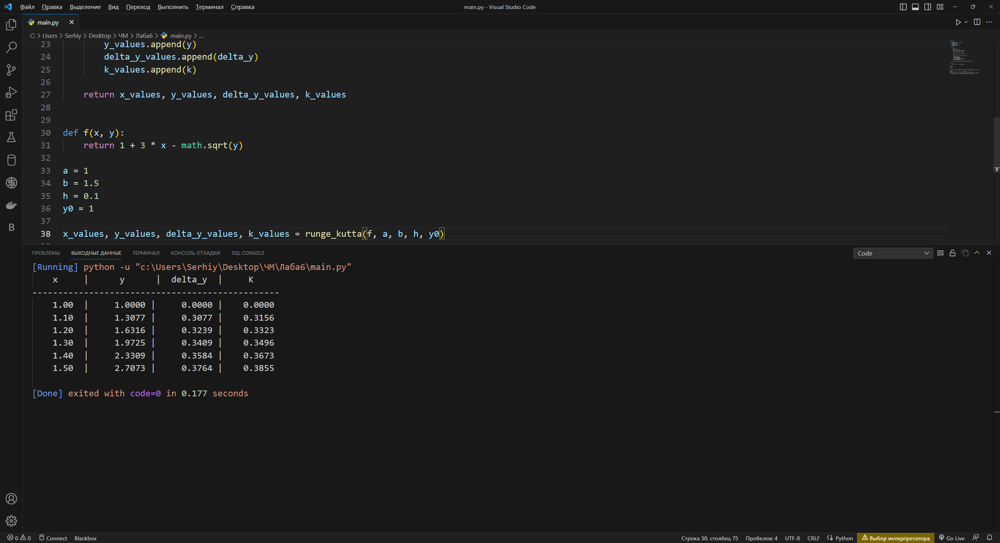 Файл Правка Выделение Вид Переход Выполнить Терминал Справка
main.py - Visual Studio Code
main.py
C: > Users > Serhiy > Desktop > ЧМ > Лаба6 > main.py > ...
23 y_values.append(y)
24 delta_y_values.append(delta_y)
25 k_values.append(k)
26
27 return x_values, y_values, delta_y_values, k_values
28
29
30 def f(x, y):
31 return 1 + 3 * x - math.sqrt(y)
32
33 a = 1
34 b = 1.5
35 h = 0.1
36 y0 = 1
37
38 x_values, y_values, delta_y_values, k_values = runge_kutta(f, a, b, h, y0)
ПРОБЛЕМЫ ВЫХОДНЫЕ ДАННЫЕ ТЕРМИНАЛ КОНСОЛЬ ОТЛАДКИ SQL CONSOLE
Code
[Running] python -u "c:\Users\Serhiy\Desktop\ЧМ\Лаба6\main.py"
x | y | delta_y | K
------------------------------------------------
1.00 | 1.0000 | 0.0000 | 0.0000
1.10 | 1.3077 | 0.3077 | 0.3156
1.20 | 1.6316 | 0.3239 | 0.3323
1.30 | 1.9725 | 0.3409 | 0.3496
1.40 | 2.3309 | 0.3584 | 0.3673
1.50 | 2.7073 | 0.3764 | 0.3855
[Done] exited with code=0 in 0.177 seconds
0 0 Connect Blackbox
Строка 38, столбец 75 Пробелов: 4 UTF-8 CRLF Python Выбор интерпретатора Go Live